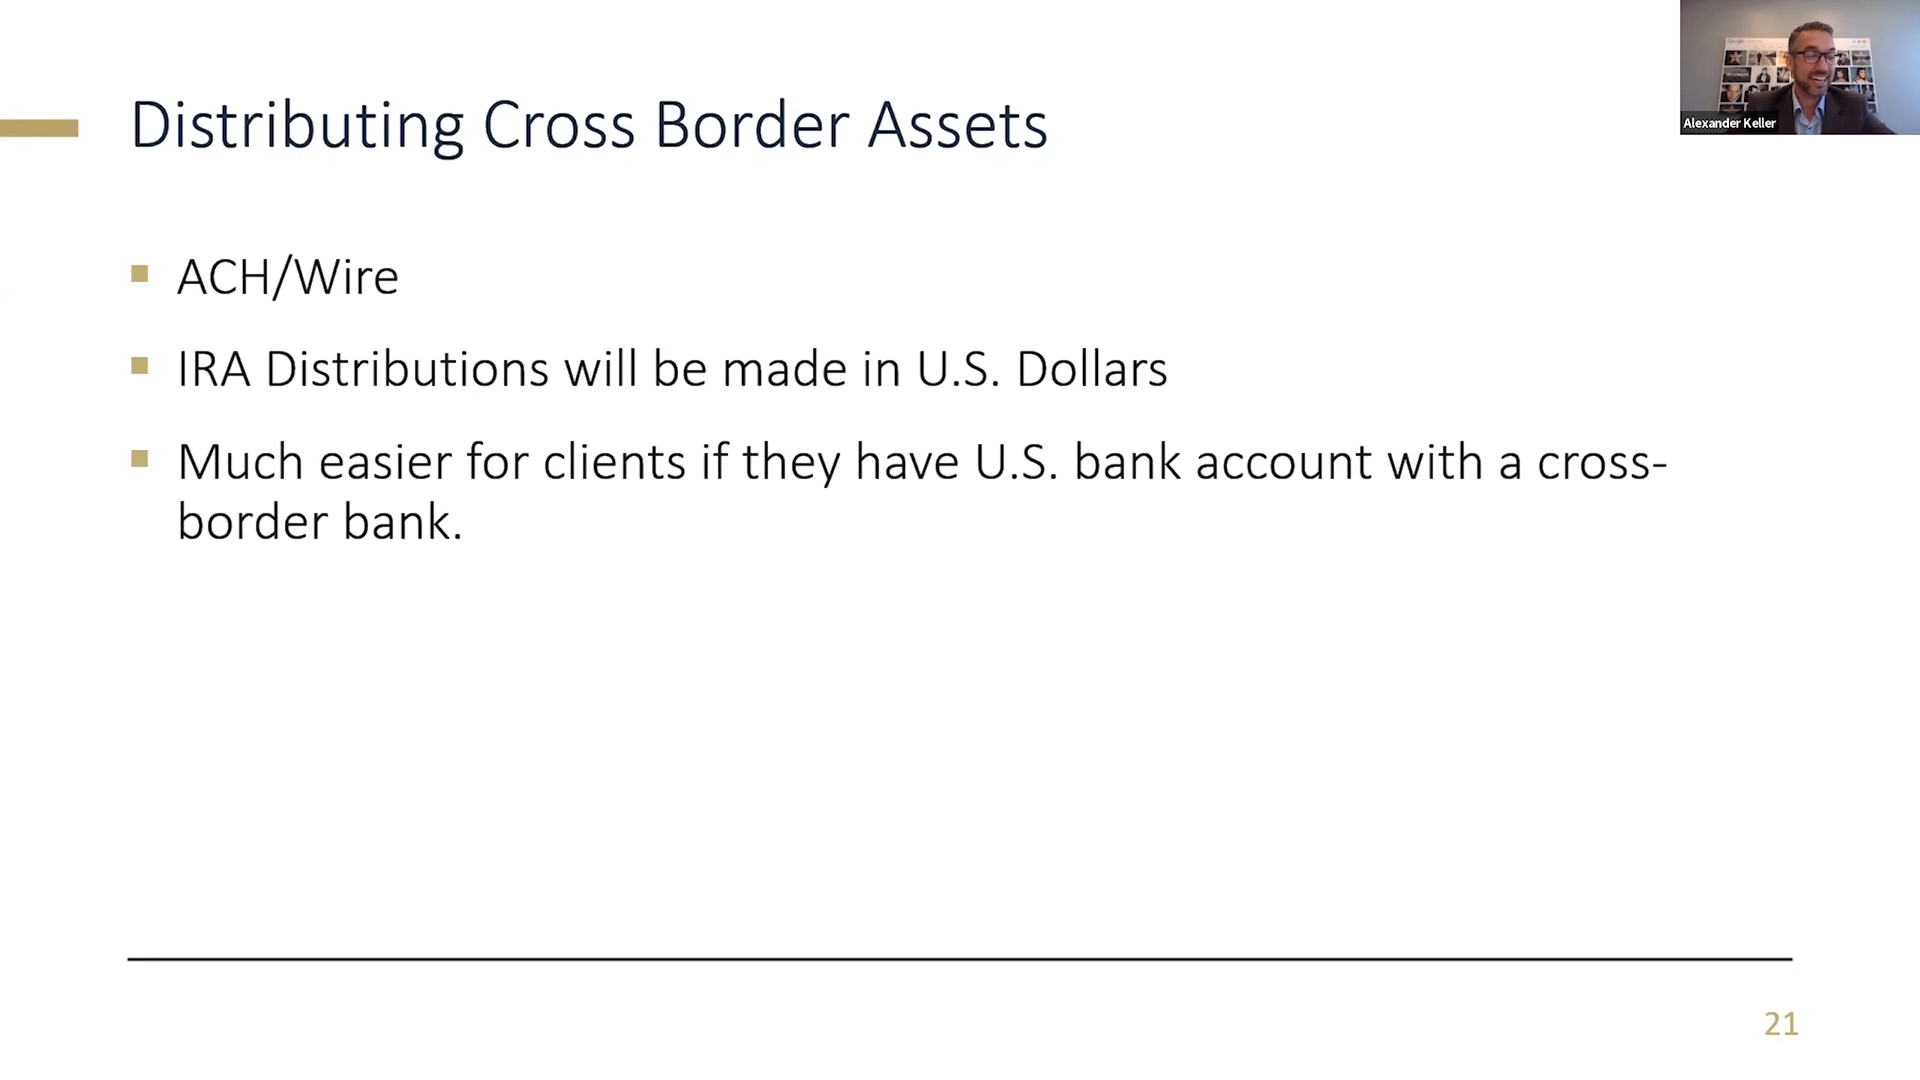 Distributing Cross Border Assets
Alexander Keller
ACH/Wire
IRA Distributions will be made in U.S. Dollars
Much easier for clients if they have U.S. bank account with a cross-
border bank.
21